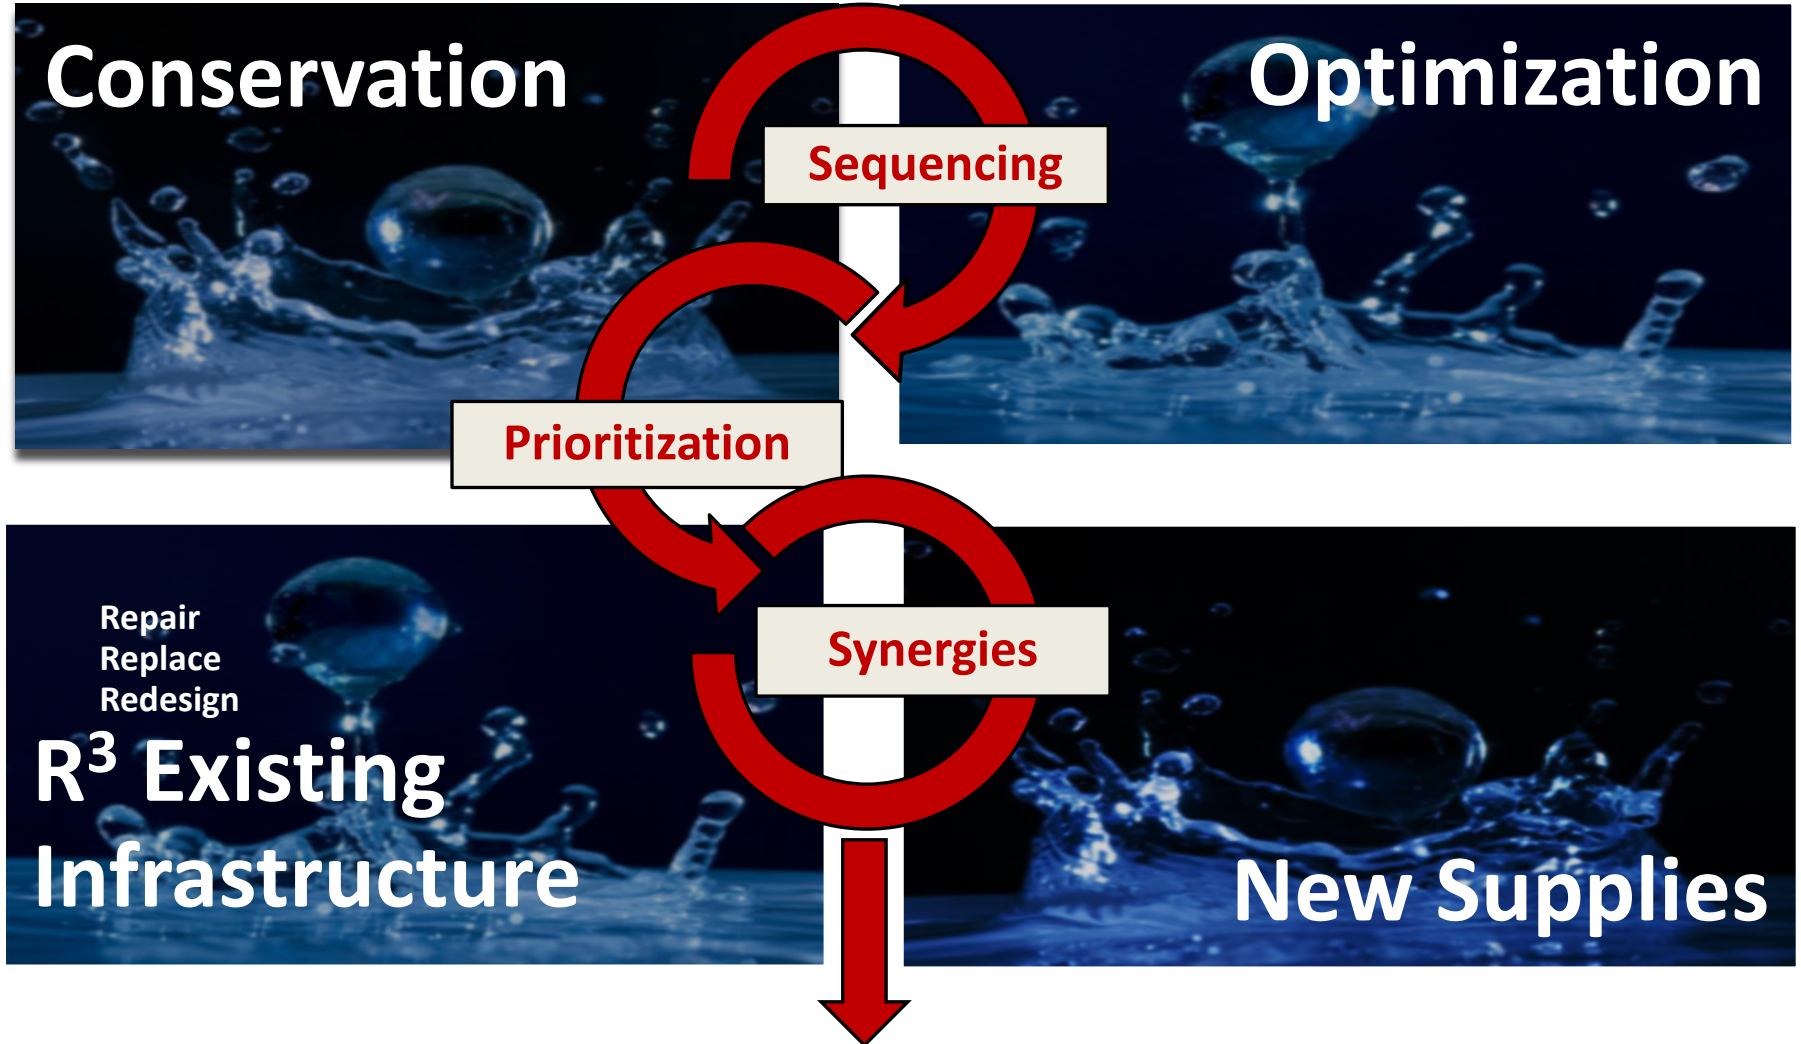 Conservation
Optimization
Sequencing
Prioritization
Synergies
Repair
Replace
Redesign
R³ Existing
Infrastructure
New Supplies